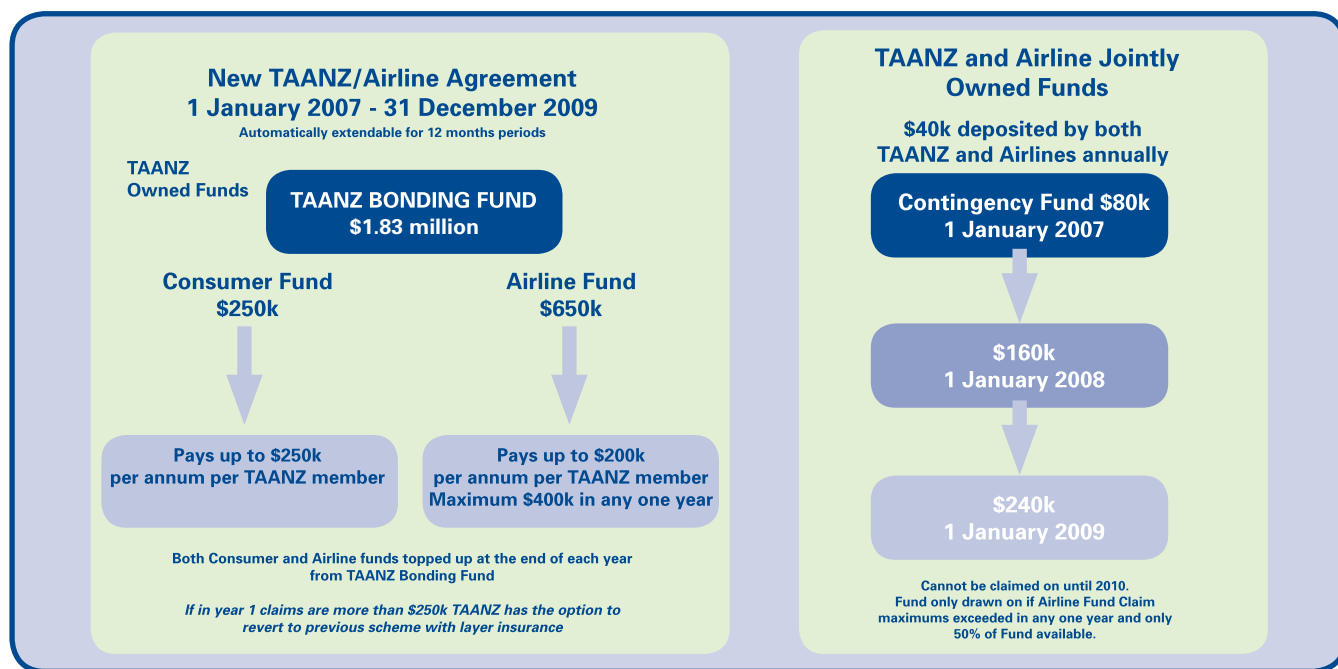 New TAANZ/Airline Agreement
1 January 2007 - 31 December 2009
Automatically extendable for 12 months periods
TAANZ
Owned Funds
TAANZ BONDING FUND
$1.83 million
Consumer Fund
$250k
Airline Fund
$650k
Pays up to $250k
per annum per TAANZ member
Pays up to $200k
per annum per TAANZ member
Maximum $400k in any one year
Both Consumer and Airline funds topped up at the end of each year
from TAANZ Bonding Fund
If in year 1 claims are more than $250k TAANZ has the option to
revert to previous scheme with layer insurance
TAANZ and Airline Jointly
Owned Funds
$40k deposited by both
TAANZ and Airlines annually
Contingency Fund $80k
1 January 2007
$160k
1 January 2008
$240k
1 January 2009
Cannot be claimed on until 2010.
Fund only drawn on if Airline Fund Claim
maximums exceeded in any one year and only
50% of Fund available.